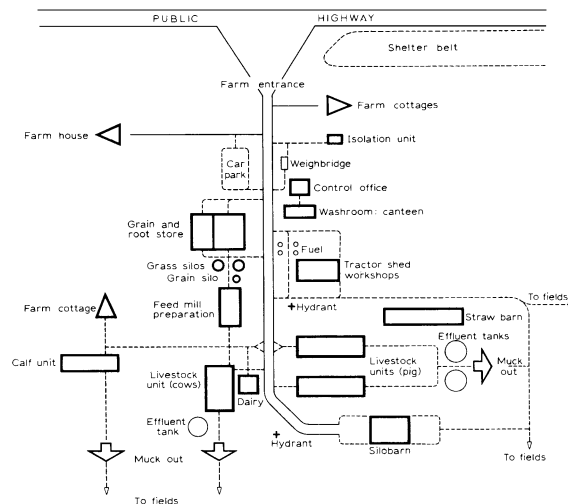 PUBLIC HIGHWAY
Shelter belt
Farm entrance
Farm cottages
Farm house
Isolation unit
Car
park
Weighbridge
Control office
Washroom: canteen
Grain and
root store
Fuel
Grass silos
Grain silo
Tractor shed
workshops
Farm cottage
Feed mill
preparation
+Hydrant
To fields
Straw barn
Effluent tanks
Calf unit
Livestock
unit (cows)
Dairy
Livestock
units (pig)
Muck
out
Effluent
tank
+Hydrant
Silobarn
Muck out
To fields
To fields